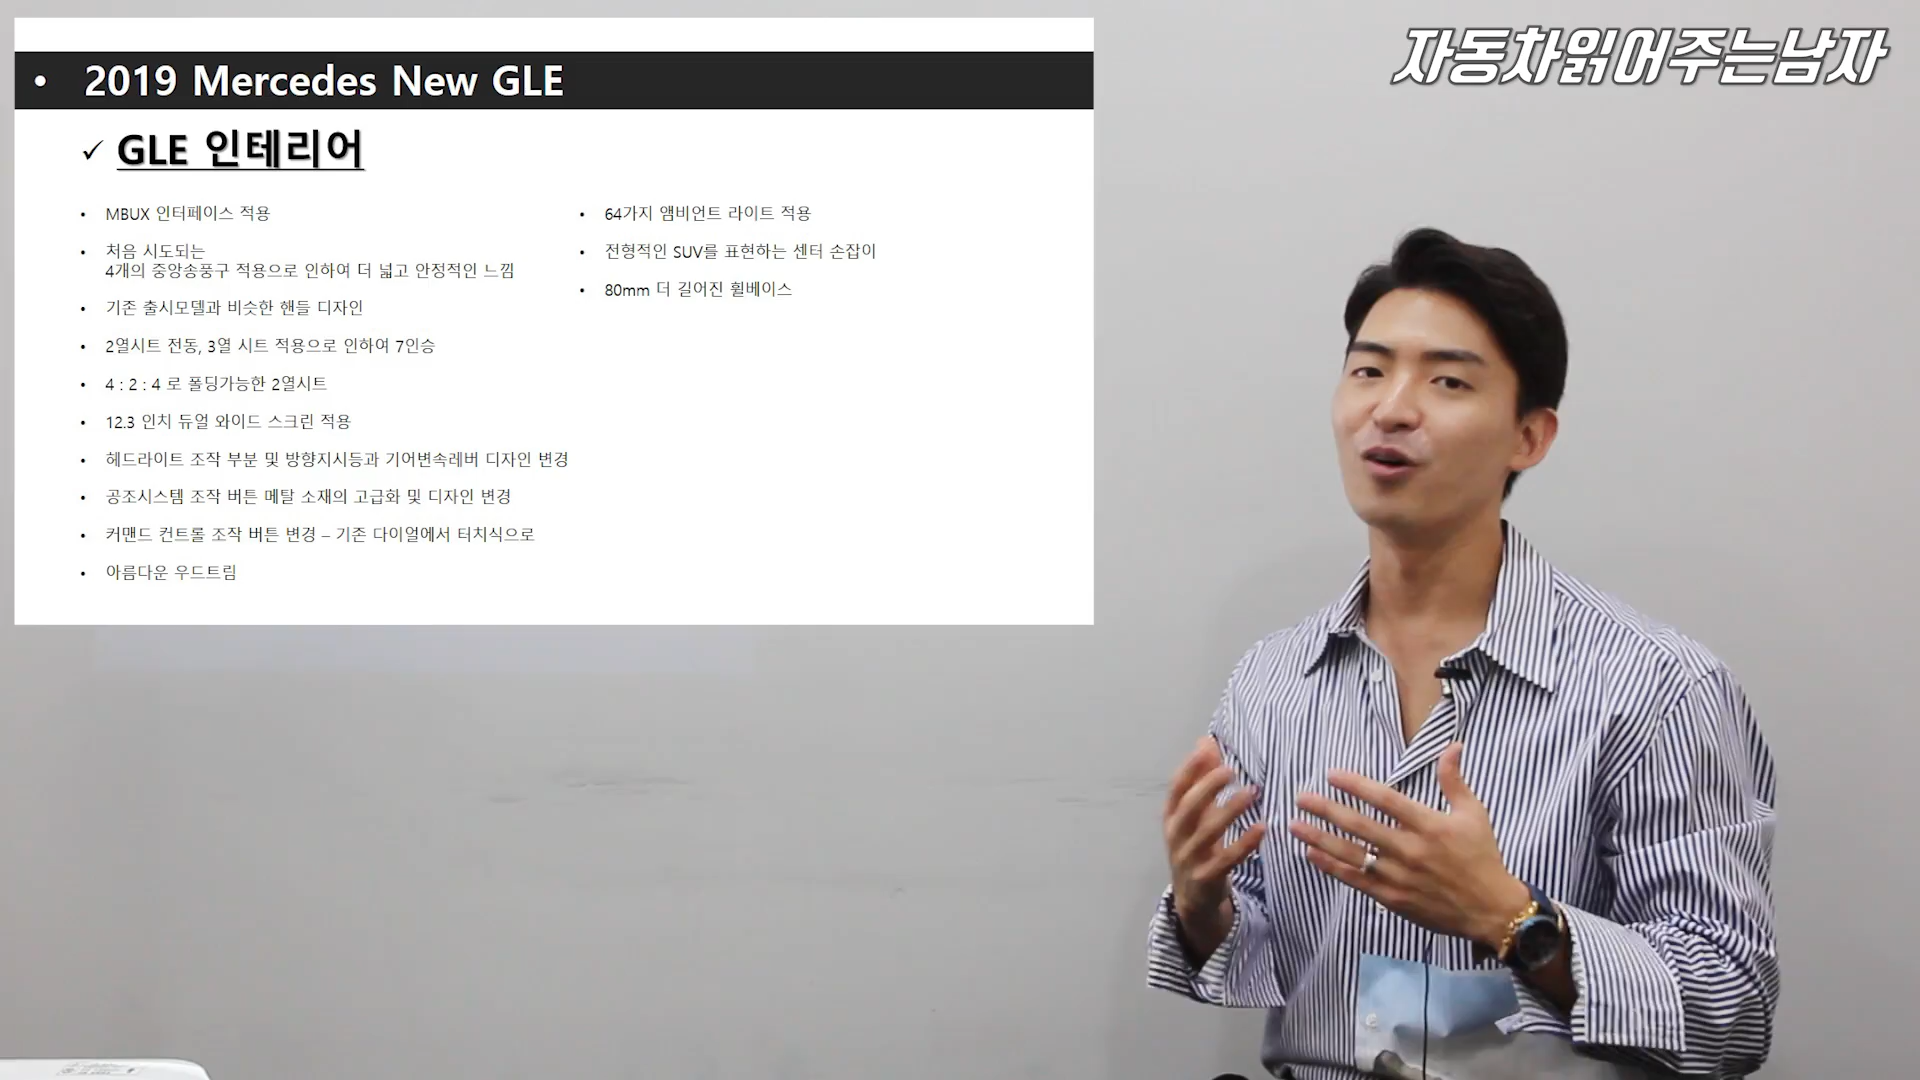 자동차읽어주는남자
• 2019 Mercedes New GLE
✓ GLE 인테리어
• MBUX 인터페이스 적용
• 처음 시도되는
4개의 중앙송풍구 적용으로 인하여 더 넓고 안정적인 느낌
• 기존 출시모델과 비슷한 핸들 디자인
• 2열시트 전동, 3열 시트 적용으로 인하여 7인승
• 4 : 2 : 4 로 폴딩가능한 2열시트
• 12.3 인치 듀얼 와이드 스크린 적용
• 헤드라이트 조작 부분 및 방향지시등과 기어변속레버 디자인 변경
• 공조시스템 조작 버튼 메탈 소재의 고급화 및 디자인 변경
• 커맨드 컨트롤 조작 버튼 변경 – 기존 다이얼에서 터치식으로
• 아름다운 우드트림
• 64가지 앰비언트 라이트 적용
• 전형적인 SUV를 표현하는 센터 손잡이
• 80mm 더 길어진 휠베이스